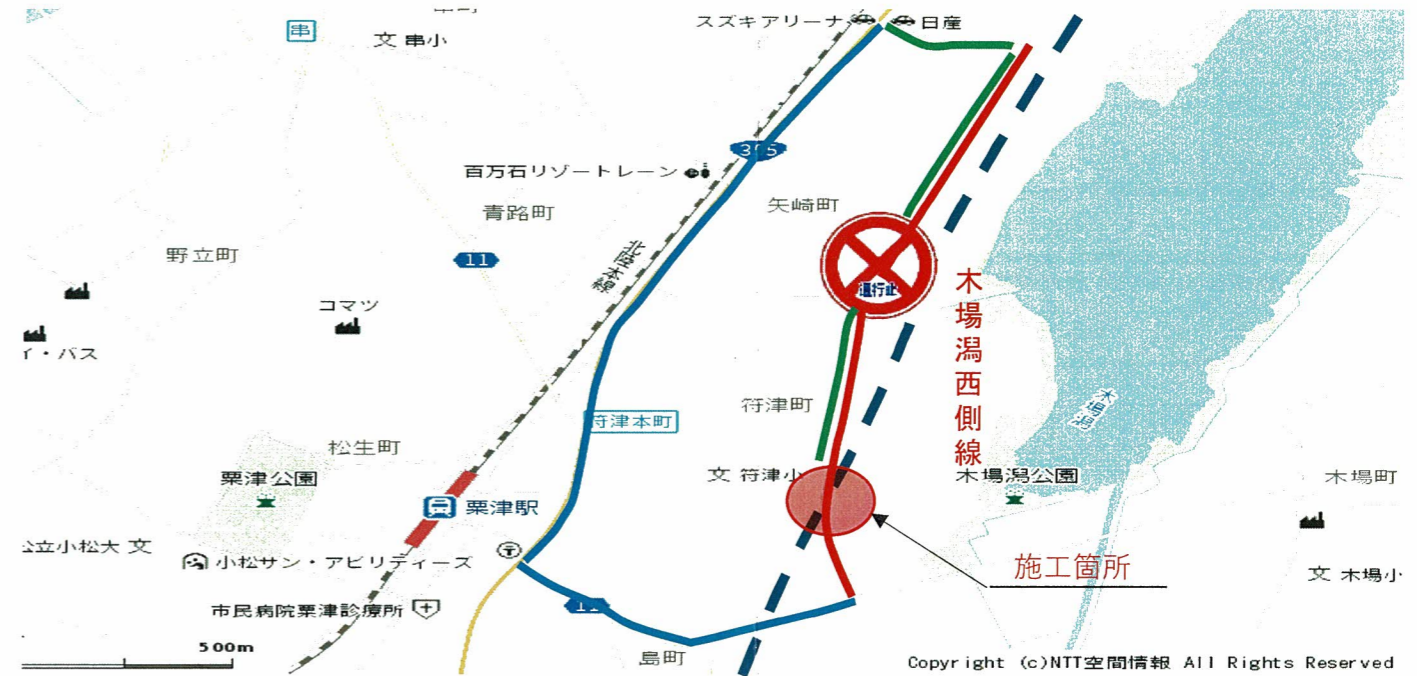 スズキアリーナ
日産
串
文 串小
305
百万石リゾートレーン
青路町
矢崎町
野立町
11
北陸本線
通行止
コマツ
イ・バス
木場潟西側線
符津町
符津本町
木場潟
松生町
粟津公園
文 符津小
木場潟公園
木場町
粟津駅
公立小松大 文
小松サン・アビリティーズ
施工箇所
文 木場小
市民病院粟津診療所
11
500m
島町
Copyright (c)NTT空間情報 All Rights Reserved